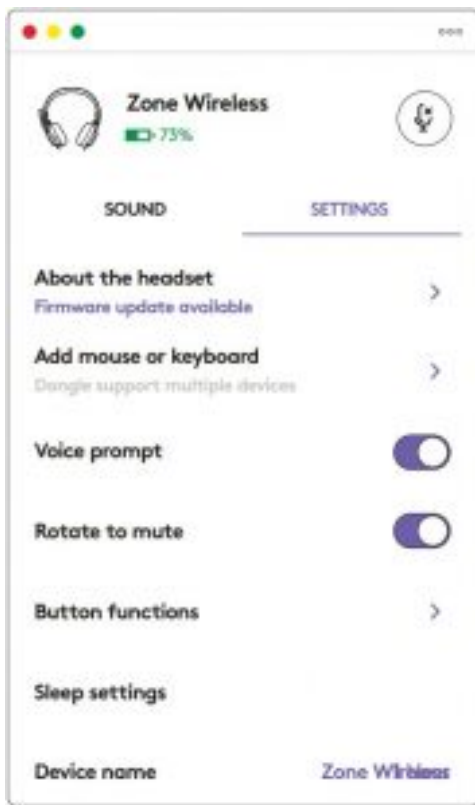 Zone Wireless
73%
SOUND
SETTINGS
About the headset
Firmware update available
Add mouse or keyboard
Dongle support multiple devices
Voice prompt
Rotate to mute
Button functions
Sleep settings
Device name
Zone